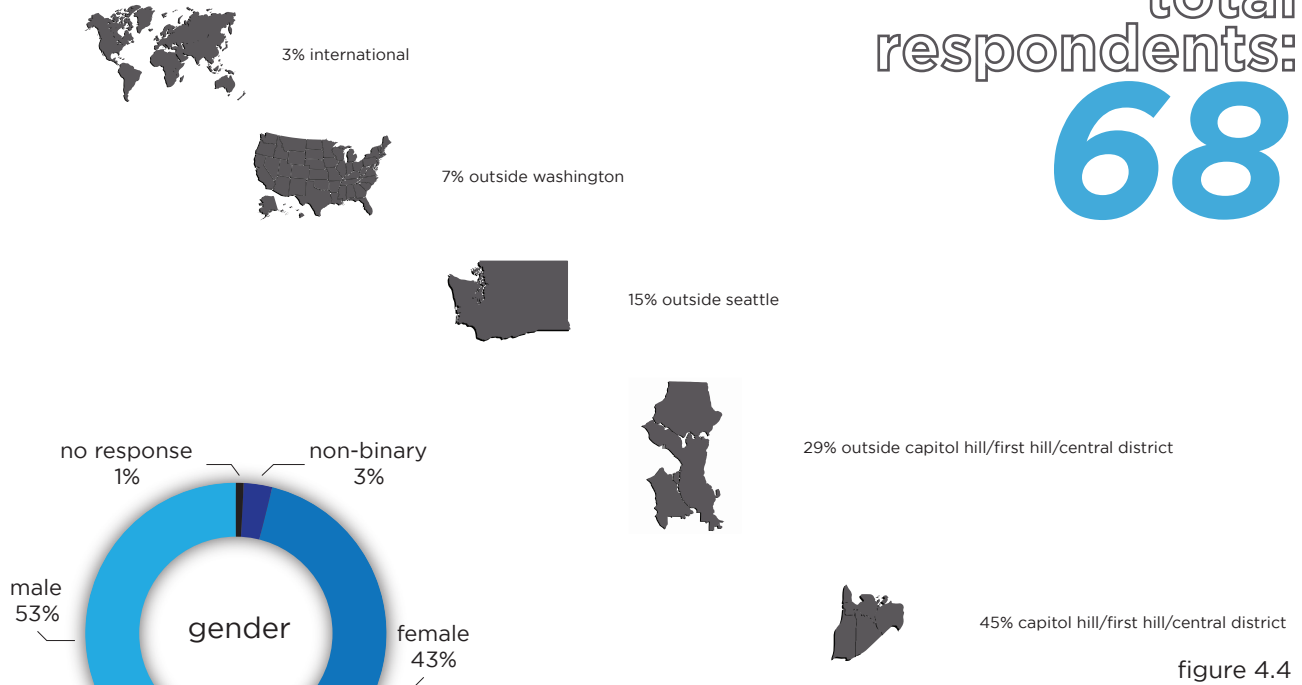 total
respondents:
68
3% international
7% outside washington
15% outside seattle
29% outside capitol hill/first hill/central district
45% capitol hill/first hill/central district
no response
1%
non-binary
3%
male
53%
gender
female
43%
figure 4.4